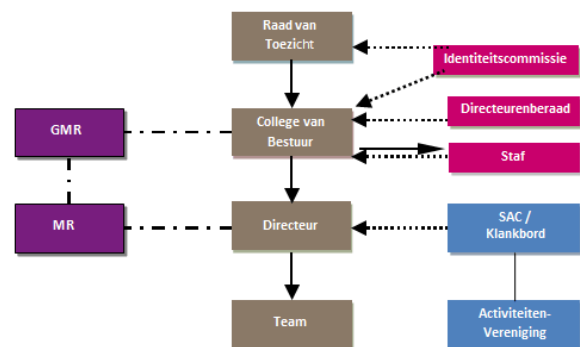 Raad van
Toezicht
Identiteitscommissie
Directeurenberaad
GMR
College van
Bestuur
Staf
MR
Directeur
SAC /
Klankbord
Team
Activiteiten-
Vereniging